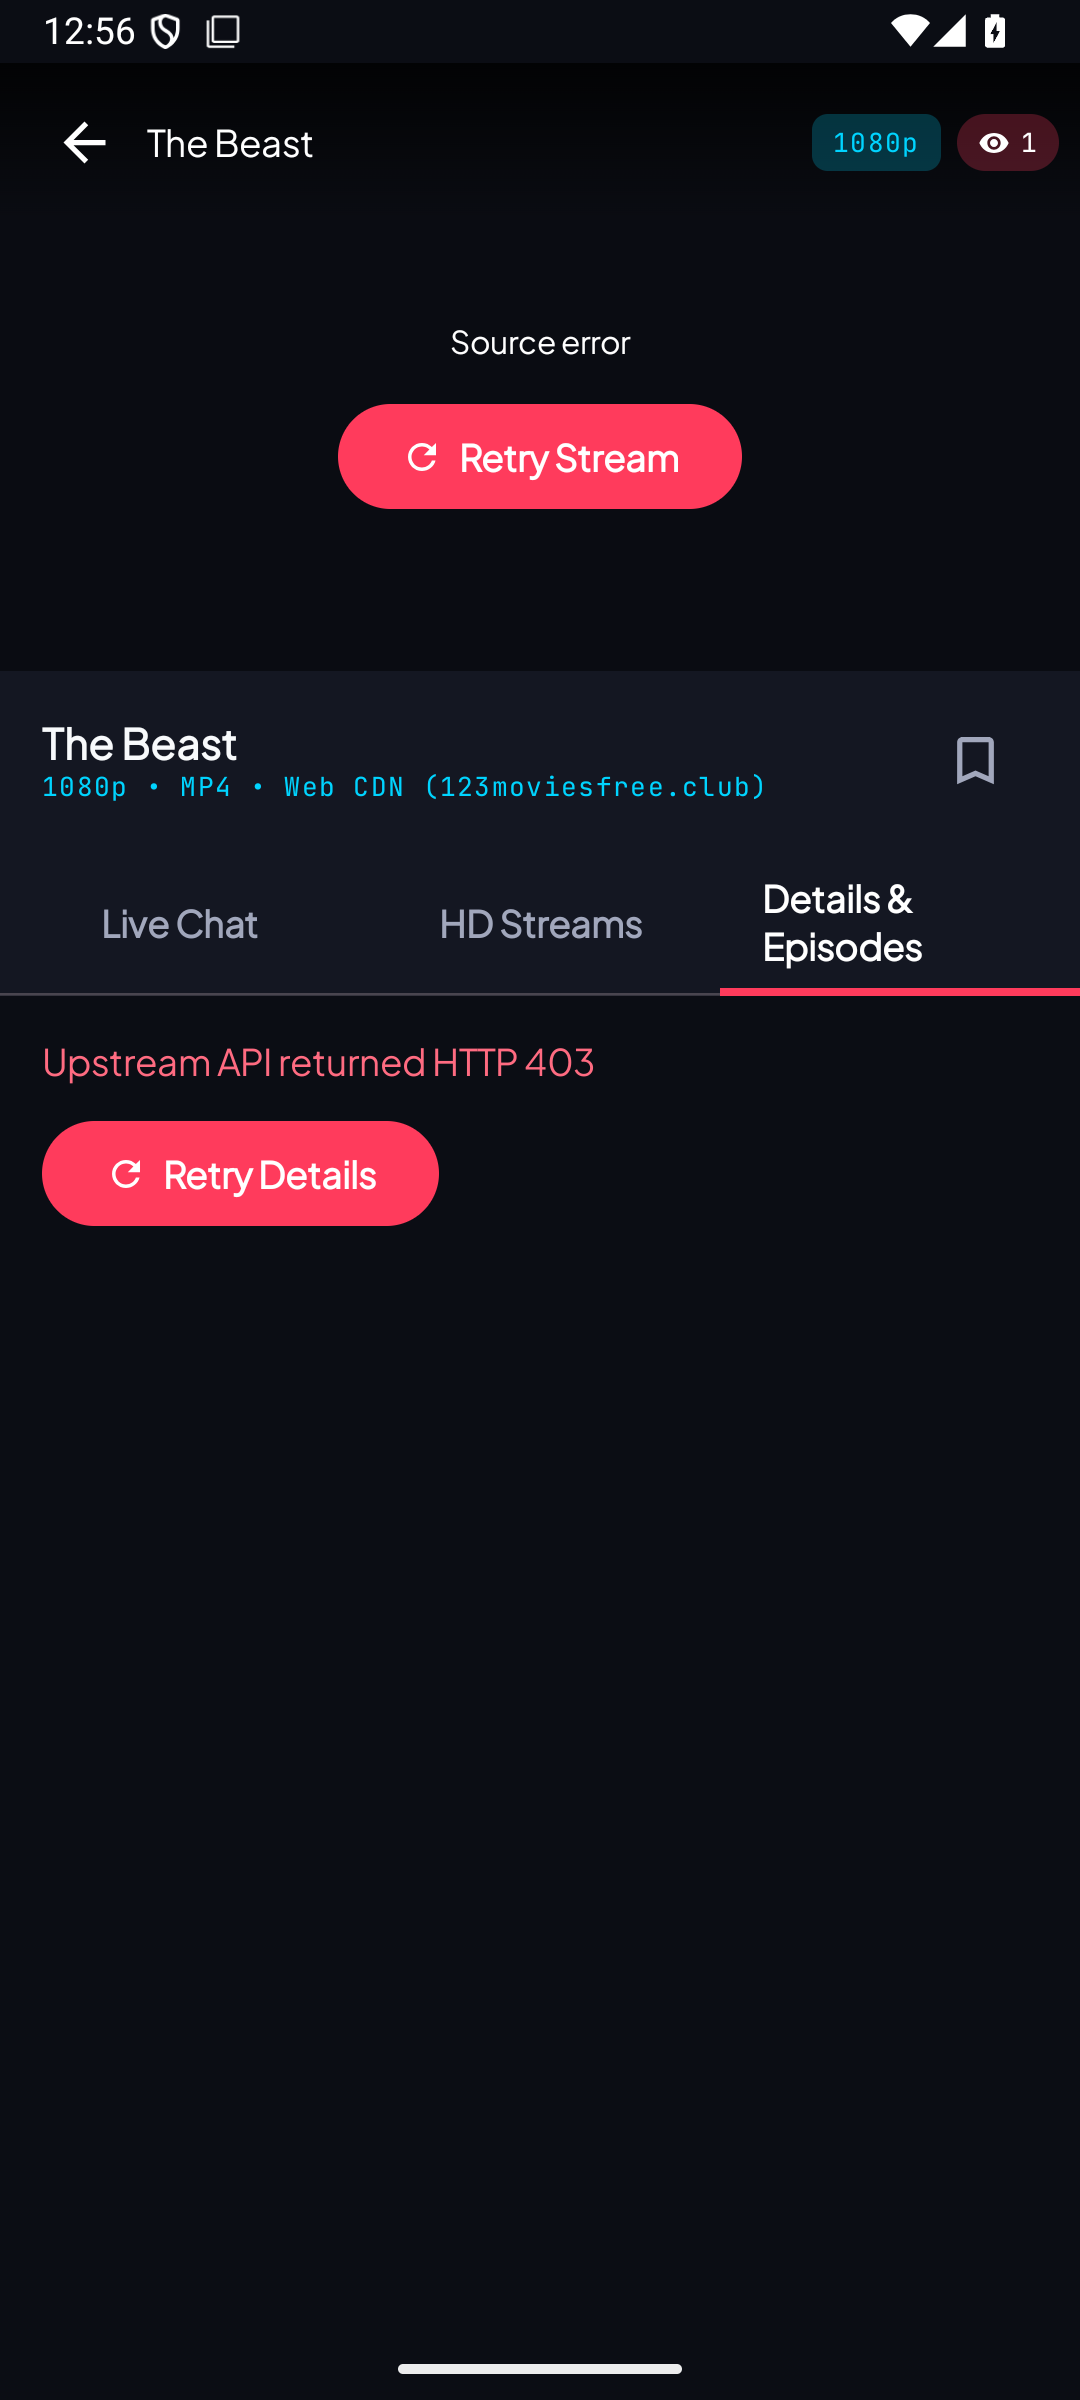 12:56
The Beast
1080p
1
Source error
Retry Stream
The Beast
1080p • MP4 • Web CDN (123moviesfree.club)
Live Chat
HD Streams
Details &
Episodes
Upstream API returned HTTP 403
Retry Details